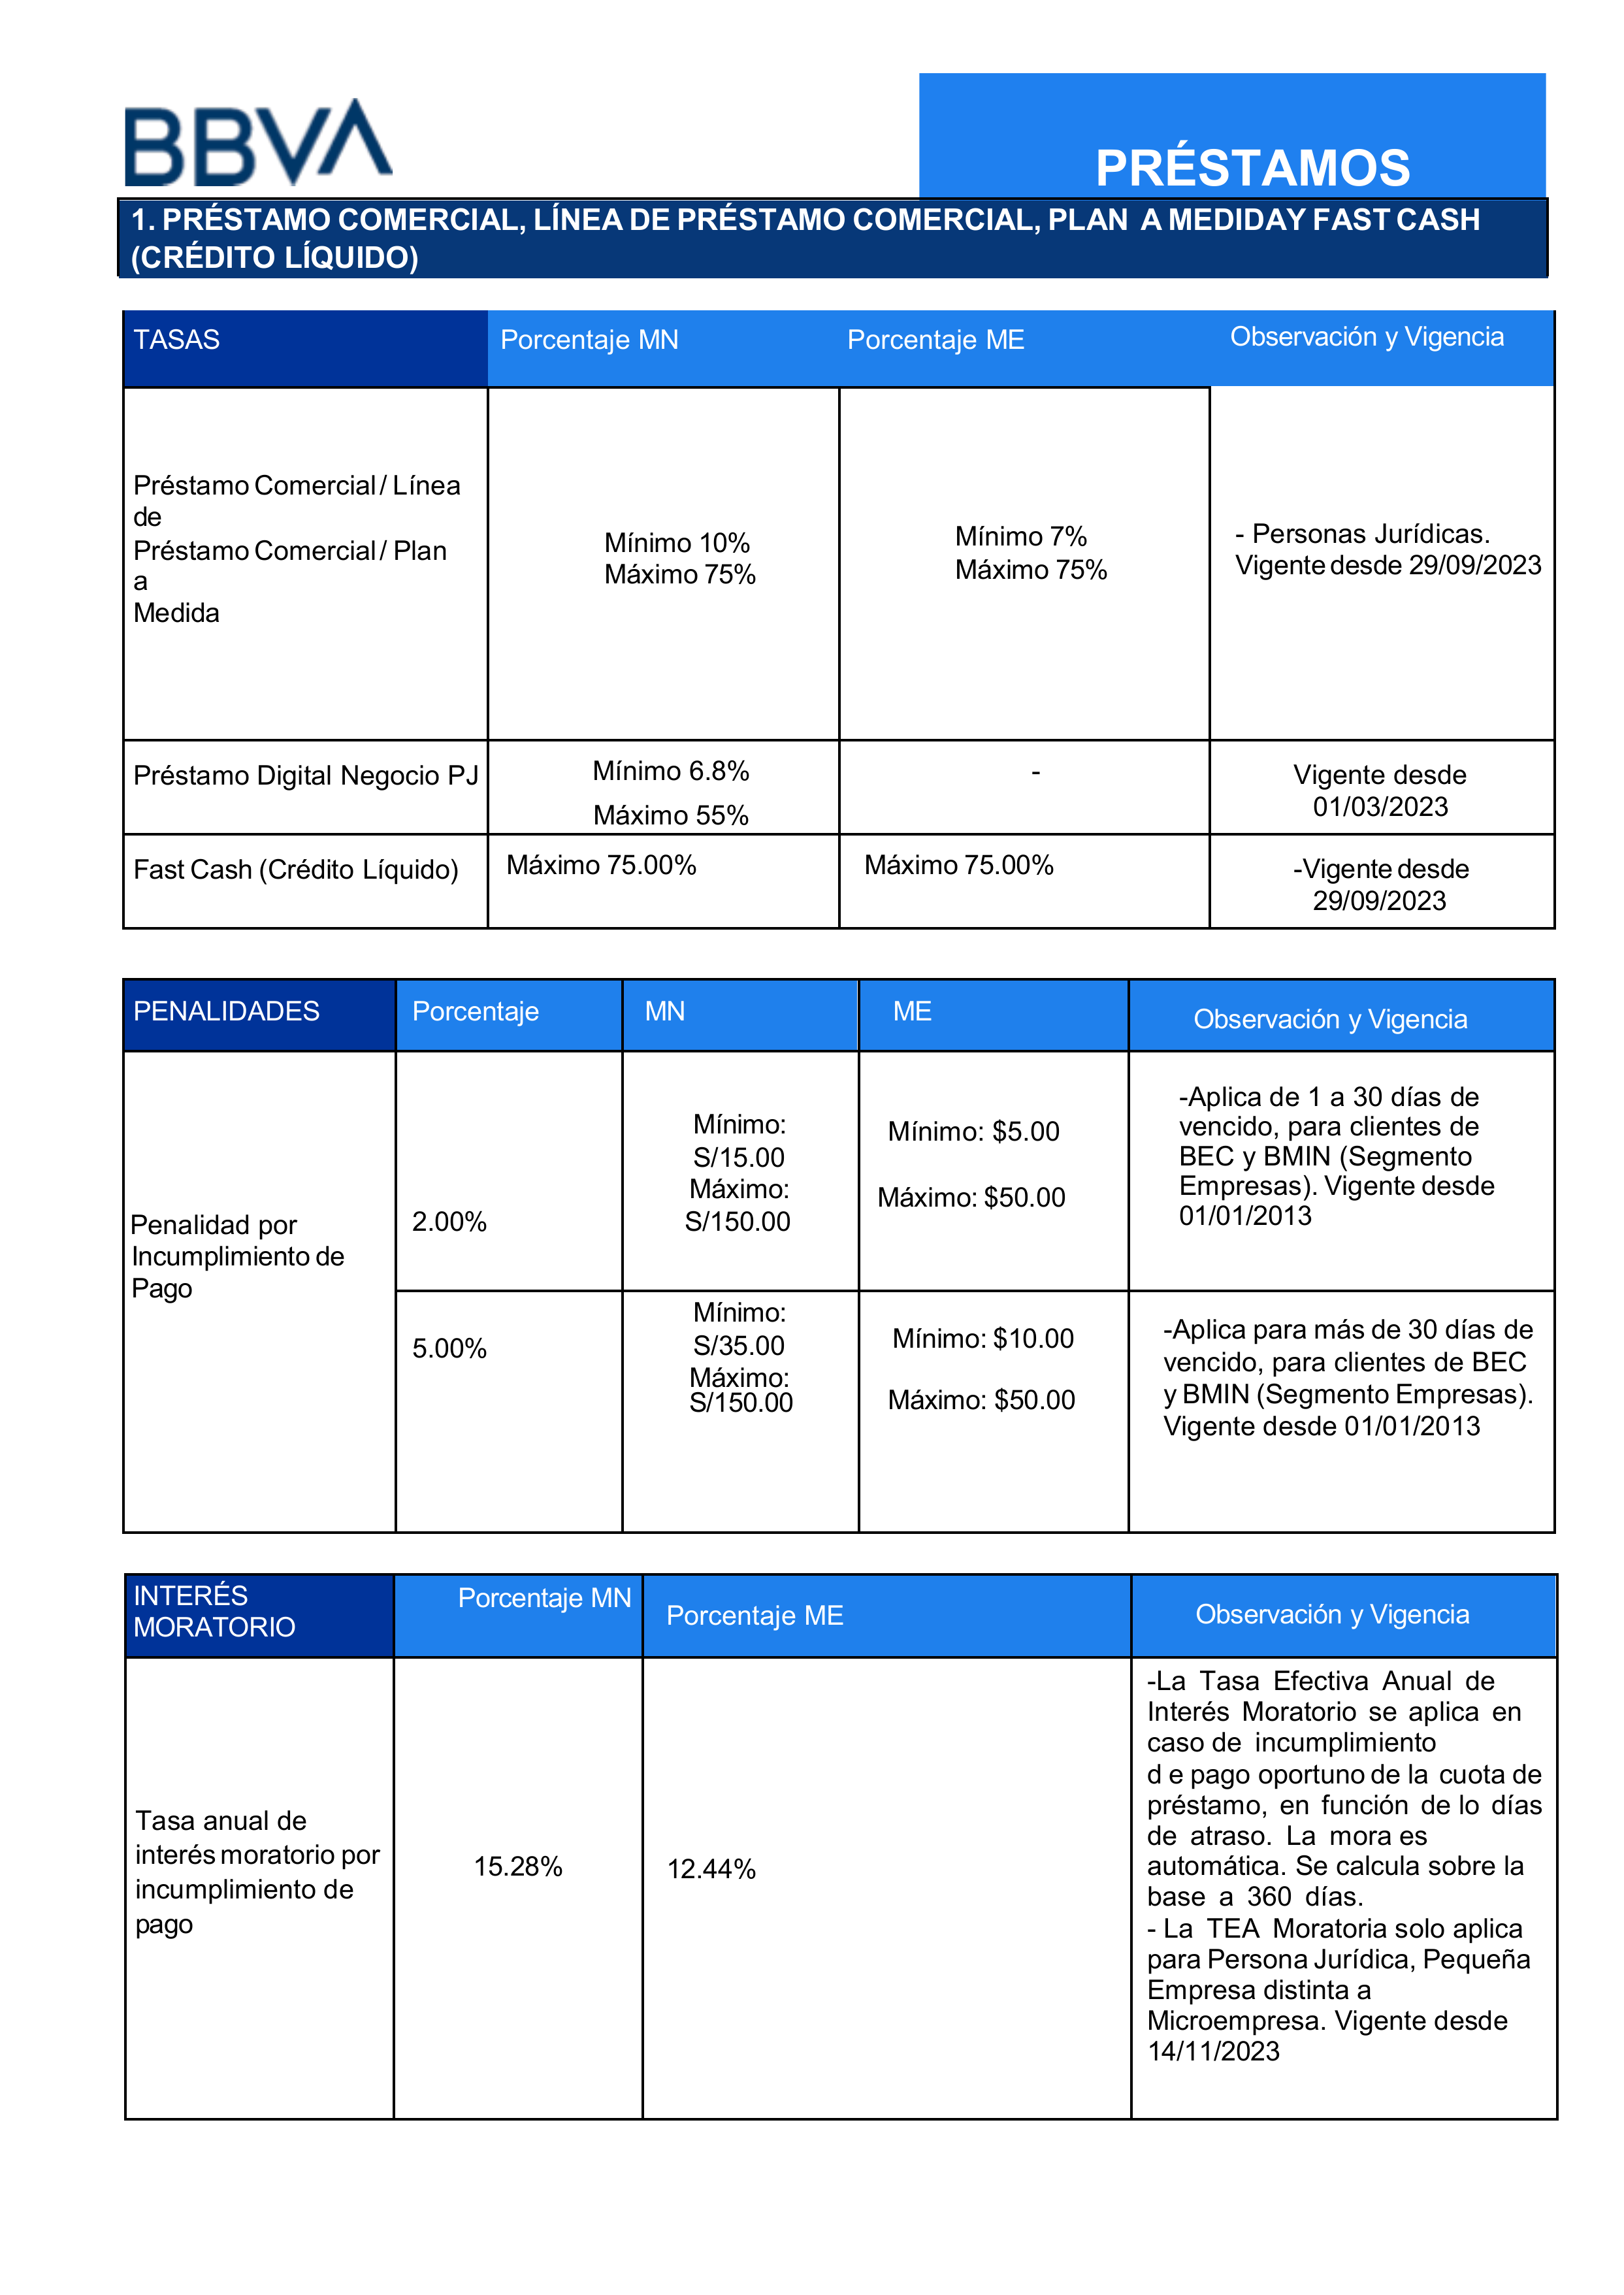 BBVA
PRÉSTAMOS
1. PRÉSTAMO COMERCIAL, LÍNEA DE PRÉSTAMO COMERCIAL, PLAN A MEDIDAY FAST CASH
(CRÉDITO LÍQUIDO)
TASAS
Porcentaje MN
Porcentaje ME
Observación y Vigencia
Préstamo Comercial / Línea
de
Préstamo Comercial / Plan
a
Medida
Mínimo 10%
Máximo 75%
Mínimo 7%
Máximo 75%
- Personas Jurídicas.
Vigente desde 29/09/2023
Préstamo Digital Negocio PJ
Mínimo 6.8%
Máximo 55%
-
Vigente desde
01/03/2023
Fast Cash (Crédito Líquido)
Máximo 75.00%
Máximo 75.00%
-Vigente desde
29/09/2023
PENALIDADES
Porcentaje
MN
ME
Observación y Vigencia
Penalidad por
Incumplimiento de
Pago
2.00%
Mínimo:
S/15.00
Máximo:
S/150.00
Mínimo: $5.00
Máximo: $50.00
-Aplica de 1 a 30 días de
vencido, para clientes de
BEC y BMIN (Segmento
Empresas). Vigente desde
01/01/2013
5.00%
Mínimo:
S/35.00
Máximo:
S/150.00
Mínimo: $10.00
Máximo: $50.00
-Aplica para más de 30 días de
vencido, para clientes de BEC
y BMIN (Segmento Empresas).
Vigente desde 01/01/2013
INTERÉS
MORATORIO
Porcentaje MN
Porcentaje ME
Observación y Vigencia
Tasa anual de
interés moratorio por
incumplimiento de
pago
15.28%
12.44%
-La Tasa Efectiva Anual de
Interés Moratorio se aplica en
caso de incumplimiento
d e pago oportuno de la cuota de
préstamo, en función de lo días
de atraso. La mora es
automática. Se calcula sobre la
base a 360 días.
- La TEA Moratoria solo aplica
para Persona Jurídica, Pequeña
Empresa distinta a
Microempresa. Vigente desde
14/11/2023